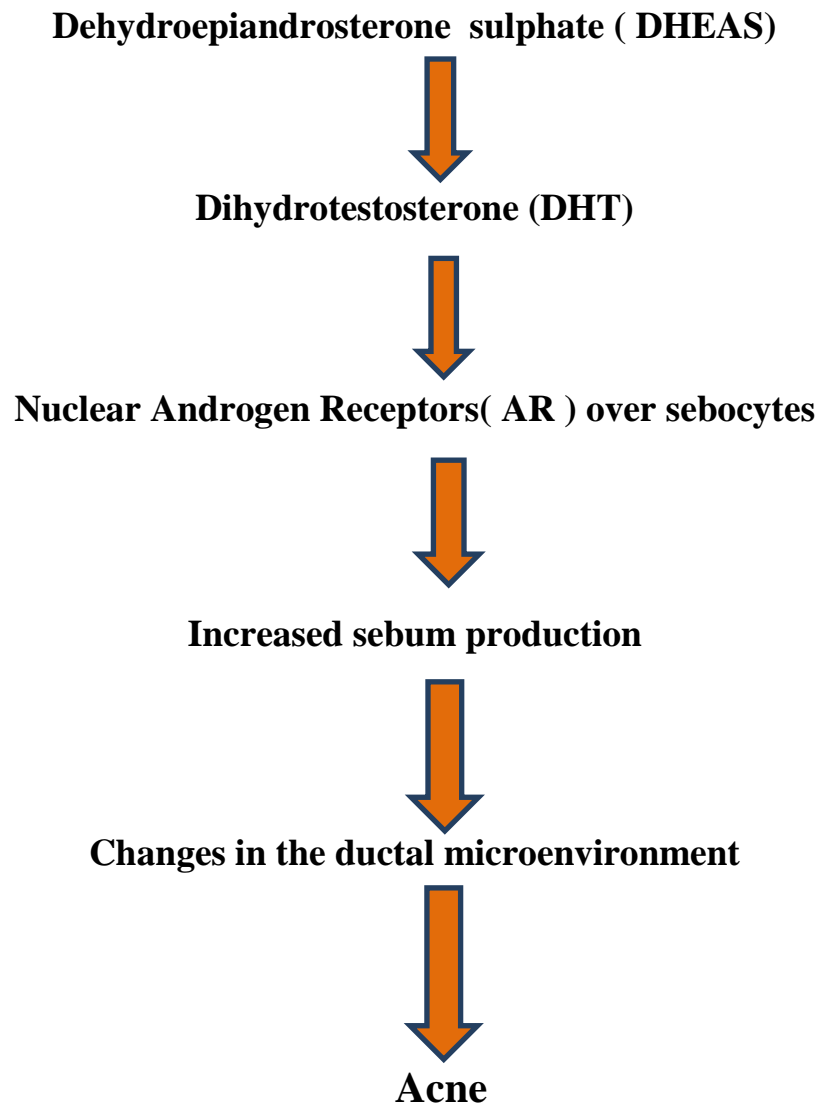 Dehydroepiandrosterone sulphate ( DHEAS)
Dihydrotestosterone (DHT)
Nuclear Androgen Receptors( AR ) over sebocytes
Increased sebum production
Changes in the ductal microenvironment
Acne